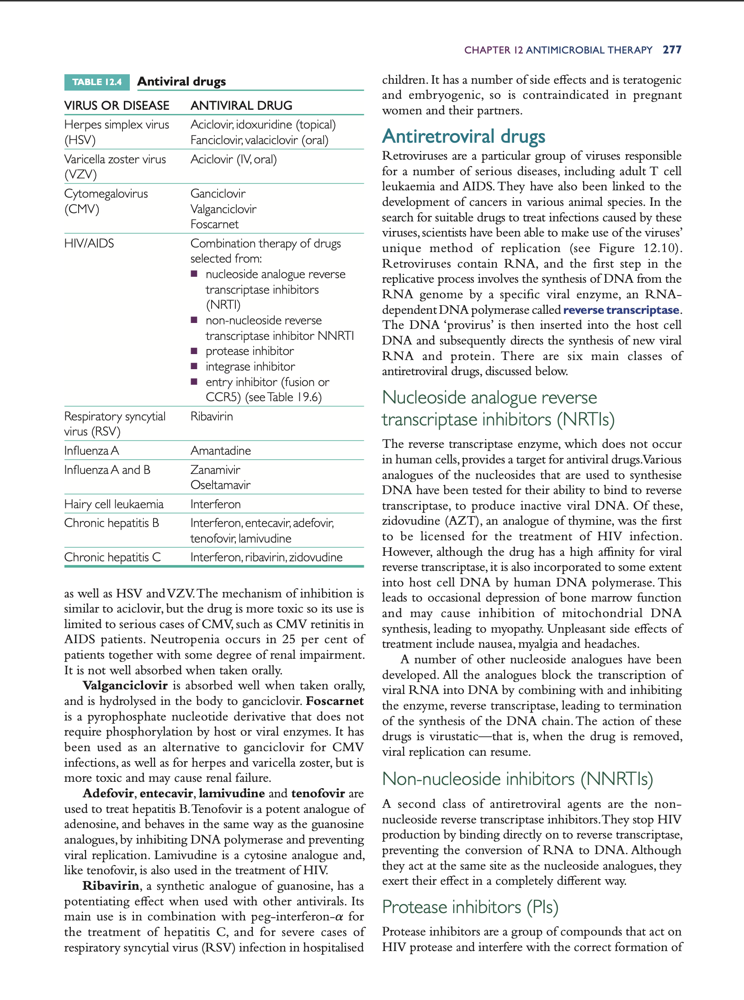 CHAPTER 12 ANTIMICROBIAL THERAPY 277
TABLE 12.4 Antiviral drugs
VIRUS OR DISEASE ANTIVIRAL DRUG
Herpes simplex virus Aciclovir, idoxuridine (topical)
(HSV) Fanciclovir, valaciclovir (oral)
Varicella zoster virus Aciclovir (IV, oral)
(VZV)
Cytomegalovirus Ganciclovir
(CMV) Valganciclovir
Foscarnet
HIV/AIDS Combination therapy of drugs
selected from:
■ nucleoside analogue reverse
transcriptase inhibitors
(NRTI)
■ non-nucleoside reverse
transcriptase inhibitor NNRTI
■ protease inhibitor
■ integrase inhibitor
■ entry inhibitor (fusion or
CCR5) (see Table 19.6)
Respiratory syncytial Ribavirin
virus (RSV)
Influenza A Amantadine
Influenza A and B Zanamivir
Oseltamavir
Hairy cell leukaemia Interferon
Chronic hepatitis B Interferon, entecavir, adefovir,
tenofovir, lamivudine
Chronic hepatitis C Interferon, ribavirin, zidovudine
as well as HSV and VZV. The mechanism of inhibition is
similar to aciclovir, but the drug is more toxic so its use is
limited to serious cases of CMV, such as CMV retinitis in
AIDS patients. Neutropenia occurs in 25 per cent of
patients together with some degree of renal impairment.
It is not well absorbed when taken orally.
Valganciclovir is absorbed well when taken orally,
and is hydrolysed in the body to ganciclovir. Foscarnet
is a pyrophosphate nucleotide derivative that does not
require phosphorylation by host or viral enzymes. It has
been used as an alternative to ganciclovir for CMV
infections, as well as for herpes and varicella zoster, but is
more toxic and may cause renal failure.
Adefovir, entecavir, lamivudine and tenofovir are
used to treat hepatitis B. Tenofovir is a potent analogue of
adenosine, and behaves in the same way as the guanosine
analogues, by inhibiting DNA polymerase and preventing
viral replication. Lamivudine is a cytosine analogue and,
like tenofovir, is also used in the treatment of HIV.
Ribavirin, a synthetic analogue of guanosine, has a
potentiating effect when used with other antivirals. Its
main use is in combination with peg-interferon-α for
the treatment of hepatitis C, and for severe cases of
respiratory syncytial virus (RSV) infection in hospitalised
children. It has a number of side effects and is teratogenic
and embryogenic, so is contraindicated in pregnant
women and their partners.
Antiretroviral drugs
Retroviruses are a particular group of viruses responsible
for a number of serious diseases, including adult T cell
leukaemia and AIDS. They have also been linked to the
development of cancers in various animal species. In the
search for suitable drugs to treat infections caused by these
viruses, scientists have been able to make use of the viruses’
unique method of replication (see Figure 12.10).
Retroviruses contain RNA, and the first step in the
replicative process involves the synthesis of DNA from the
RNA genome by a specific viral enzyme, an RNA-
dependent DNA polymerase called reverse transcriptase.
The DNA ‘provirus’ is then inserted into the host cell
DNA and subsequently directs the synthesis of new viral
RNA and protein. There are six main classes of
antiretroviral drugs, discussed below.
Nucleoside analogue reverse
transcriptase inhibitors (NRTIs)
The reverse transcriptase enzyme, which does not occur
in human cells, provides a target for antiviral drugs. Various
analogues of the nucleosides that are used to synthesise
DNA have been tested for their ability to bind to reverse
transcriptase, to produce inactive viral DNA. Of these,
zidovudine (AZT), an analogue of thymine, was the first
to be licensed for the treatment of HIV infection.
However, although the drug has a high affinity for viral
reverse transcriptase, it is also incorporated to some extent
into host cell DNA by human DNA polymerase. This
leads to occasional depression of bone marrow function
and may cause inhibition of mitochondrial DNA
synthesis, leading to myopathy. Unpleasant side effects of
treatment include nausea, myalgia and headaches.
A number of other nucleoside analogues have been
developed. All the analogues block the transcription of
viral RNA into DNA by combining with and inhibiting
the enzyme, reverse transcriptase, leading to termination
of the synthesis of the DNA chain. The action of these
drugs is virustatic—that is, when the drug is removed,
viral replication can resume.
Non-nucleoside inhibitors (NNRTIs)
A second class of antiretroviral agents are the non-
nucleoside reverse transcriptase inhibitors. They stop HIV
production by binding directly on to reverse transcriptase,
preventing the conversion of RNA to DNA. Although
they act at the same site as the nucleoside analogues, they
exert their effect in a completely different way.
Protease inhibitors (PIs)
Protease inhibitors are a group of compounds that act on
HIV protease and interfere with the correct formation of